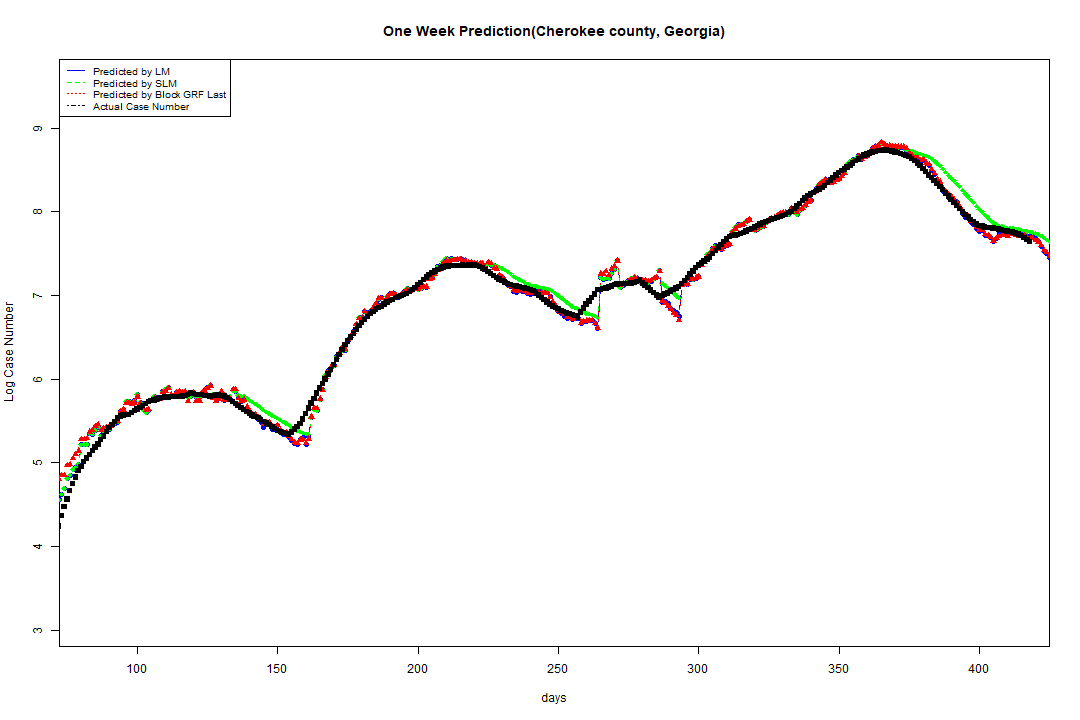 One Week Prediction(Cherokee county, Georgia)
Predicted by LM
Predicted by SLM
Predicted by Block GRF Last
Actual Case Number
9
8
7
6
5
4
3
Log Case Number
100 150 200 250 300 350 400
days